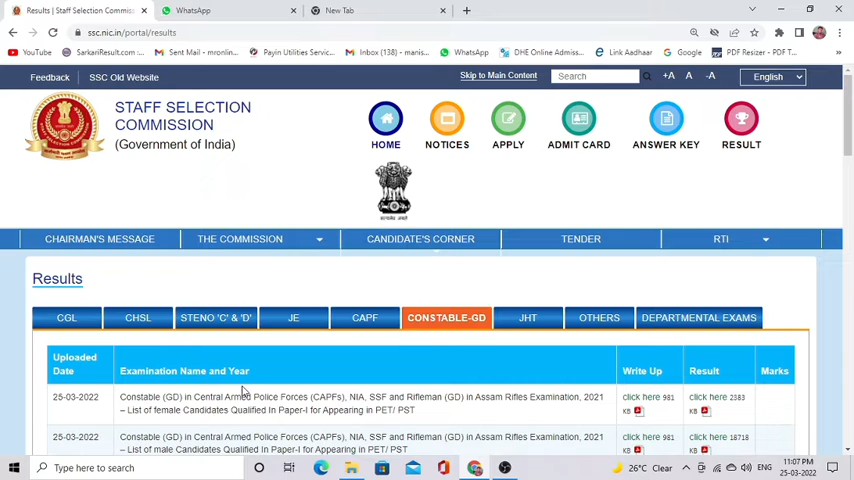 Results | Staff Selection Commiss
WhatsApp
New Tab
ssc.nic.in/portal/results
YouTube
SarkariResult.com :...
Sent Mail - mronlin...
Payin Utilities Servic...
Inbox (138) - manis...
WhatsApp
DHE Online Admiss...
Link Aadhaar
Google
PDF Resizer - PDF T...
Feedback
SSC Old Website
Skip to Main Content
Search
+A
A
-A
English
STAFF SELECTION
COMMISSION
(Government of India)
HOME
NOTICES
APPLY
ADMIT CARD
ANSWER KEY
RESULT
CHAIRMAN'S MESSAGE
THE COMMISSION
CANDIDATE'S CORNER
TENDER
RTI
Results
CGL
CHSL
STENO 'C' & 'D'
JE
CAPF
CONSTABLE-GD
JHT
OTHERS
DEPARTMENTAL EXAMS
Uploaded
Date
Examination Name and Year
Write Up
Result
Marks
25-03-2022
Constable (GD) in Central Armed Police Forces (CAPFs), NIA, SSF and Rifleman (GD) in Assam Rifles Examination, 2021
– List of female Candidates Qualified In Paper-I for Appearing in PET/ PST
click here 981
KB
click here 2383
KB
25-03-2022
Constable (GD) in Central Armed Police Forces (CAPFs), NIA, SSF and Rifleman (GD) in Assam Rifles Examination, 2021
– List of male Candidates Qualified In Paper-I for Appearing in PET/ PST
click here 981
KB
click here 18718
KB
Type here to search
26°C Clear
ENG
11:07 PM
25-03-2022